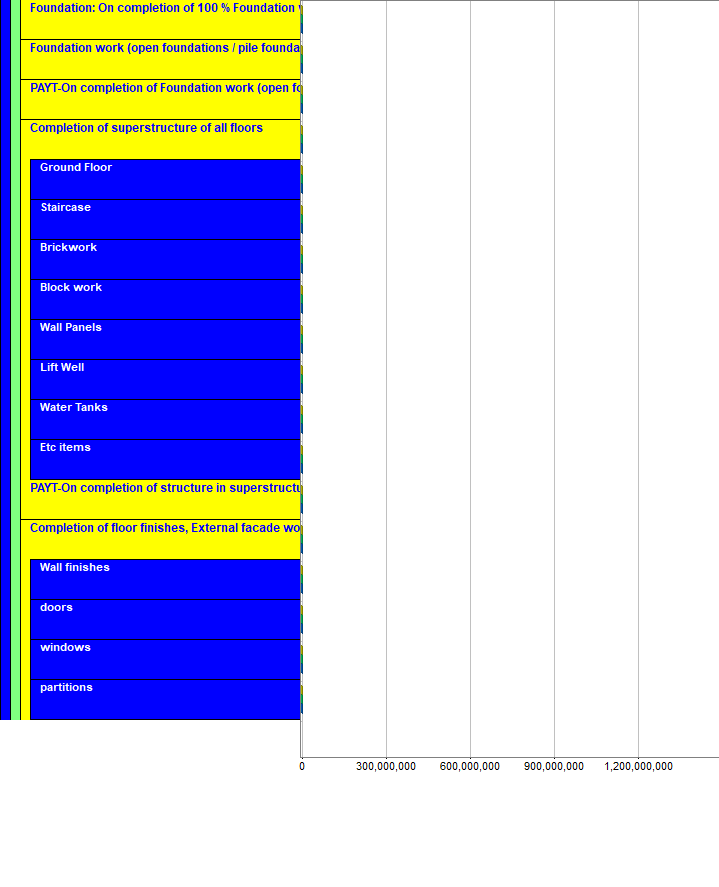 Foundation: On completion of 100 % Foundation
Foundation work (open foundations / pile founda
PAYT-On completion of Foundation work (open fo
Completion of superstructure of all floors
Ground Floor
Staircase
Brickwork
Block work
Wall Panels
Lift Well
Water Tanks
Etc items
PAYT-On completion of structure in superstructu
Completion of floor finishes, External facade wo
Wall finishes
doors
windows
partitions
0 300,000,000 600,000,000 900,000,000 1,200,000,000